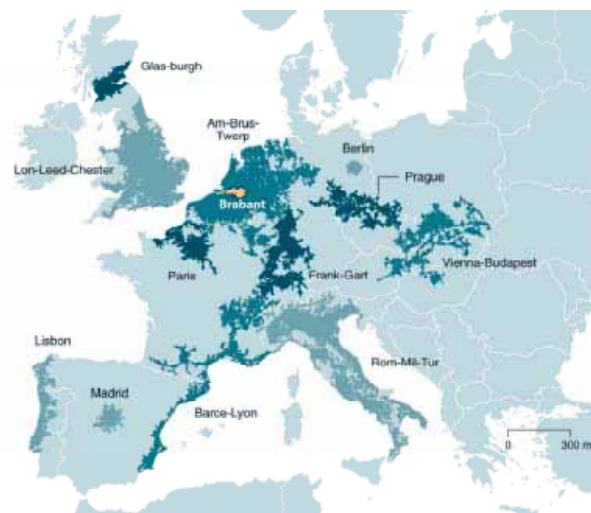 Glas-burgh
Am-Brus-
Twerp
Berlin
Lon-Leed-Chester
Prague
Brabant
Paris
Frank-Gart
Vienna-Budapest
Lisbon
Rom-Mil-Tur
Madrid
Barce-Lyon
0 300 m